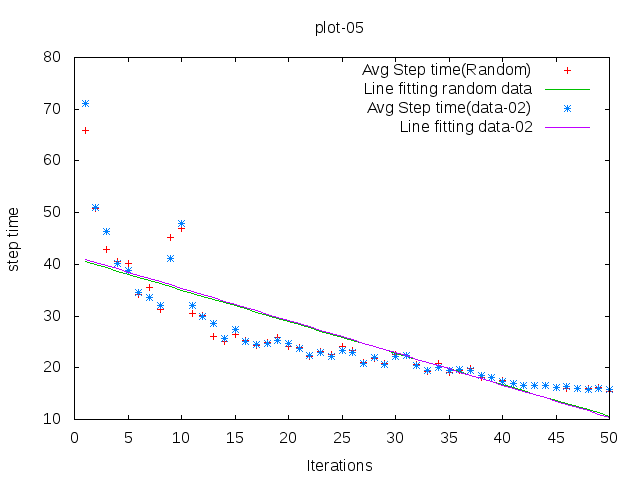 plot-05
80
70
60
50
40
30
20
10
step time
Avg Step time(Random)
Line fitting random data
Avg Step time(data-02)
Line fitting data-02
0 5 10 15 20 25 30 35 40 45 50
Iterations